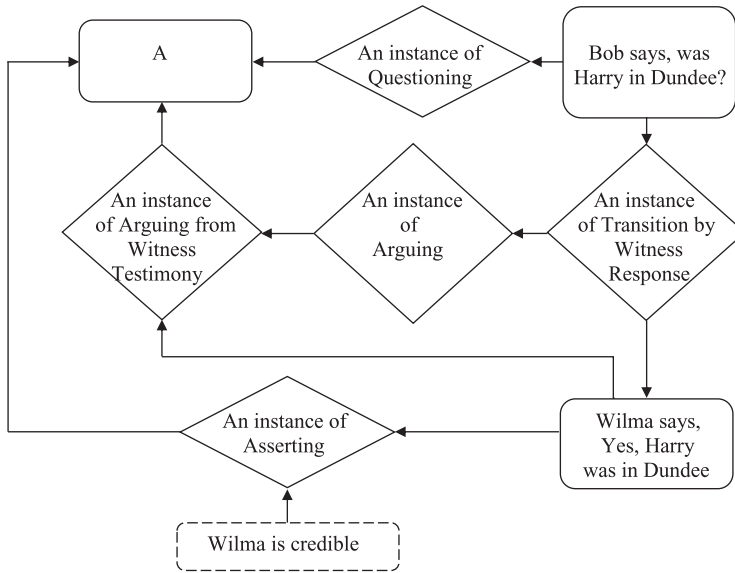 A
An instance of
Questioning
Bob says, was
Harry in Dundee?
An instance
of Arguing from
Witness
Testimony
An instance
of
Arguing
An instance
of Transition by
Witness
Response
An instance of
Asserting
Wilma says,
Yes, Harry
was in Dundee
Wilma is credible